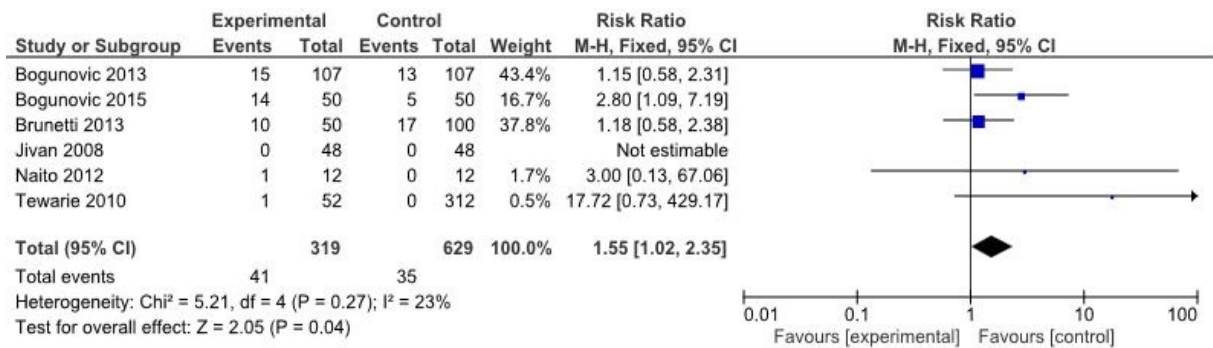 Experimental Control Risk Ratio Risk Ratio
Study or Subgroup Events Total Events Total Weight M-H, Fixed, 95% CI M-H, Fixed, 95% CI
Bogunovic 2013 15 107 13 107 43.4% 1.15 [0.58, 2.31]
Bogunovic 2015 14 50 5 50 16.7% 2.80 [1.09, 7.19]
Brunetti 2013 10 50 17 100 37.8% 1.18 [0.58, 2.38]
Jivan 2008 0 48 0 48 Not estimable
Naito 2012 1 12 0 12 1.7% 3.00 [0.13, 67.06]
Tewarie 2010 1 52 0 312 0.5% 17.72 [0.73, 429.17]
Total (95% CI) 319 629 100.0% 1.55 [1.02, 2.35]
Total events 41 35
Heterogeneity: Chi² = 5.21, df = 4 (P = 0.27); I² = 23%
Test for overall effect: Z = 2.05 (P = 0.04)
0.01 0.1 1 10 100
Favours [experimental] Favours [control]